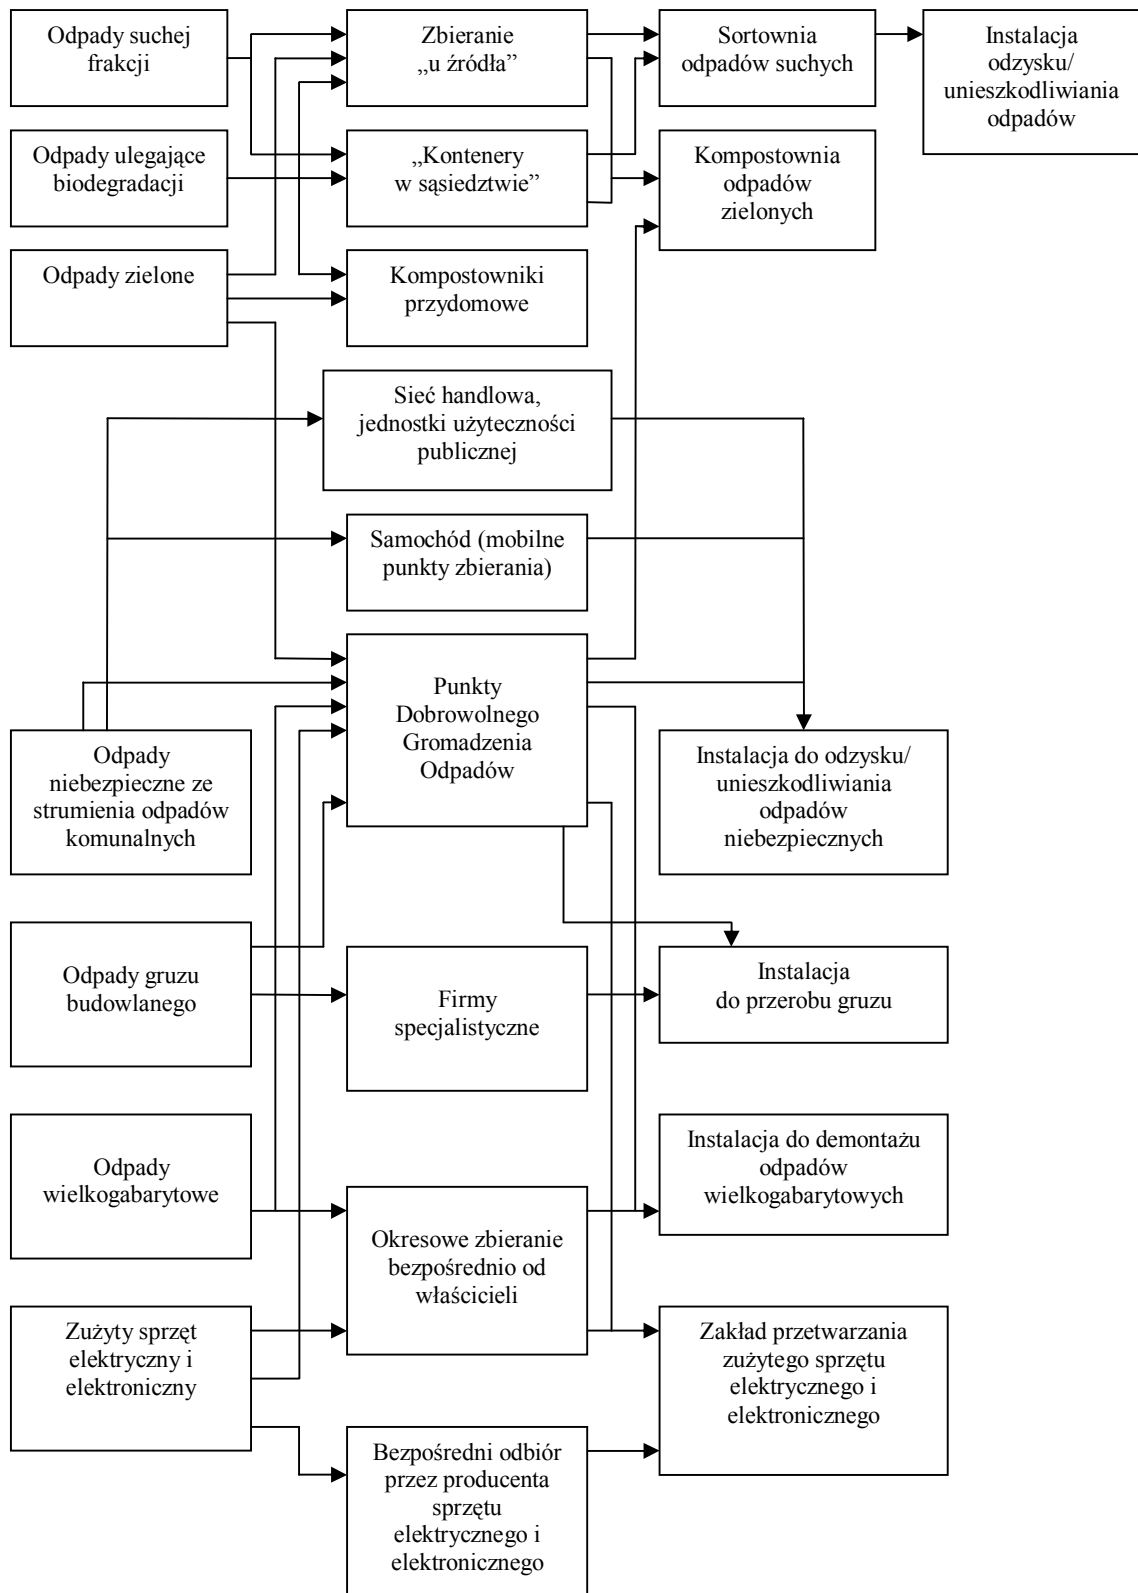 Odpady suchej
frakcji
Zbieranie
„u źródła”
Sortownia
odpadów suchych
Instalacja
odzysku/
unieszkodliwiania
odpadów
Odpady ulegające
biodegradacji
„Kontenery
w sąsiedztwie”
Kompostownia
odpadów
zielonych
Odpady zielone
Kompostowniki
przydomowe
Sieć handlowa,
jednostki użyteczności
publicznej
Samochód (mobilne
punkty zbierania)
Punkty
Dobrowolnego
Gromadzenia
Odpadów
Odpady
niebezpieczne ze
strumienia odpadów
komunalnych
Instalacja do odzysku/
unieszkodliwiania
odpadów
niebezpiecznych
Odpady gruzu
budowlanego
Firmy
specjalistyczne
Instalacja
do przerobu gruzu
Odpady
wielkogabarytowe
Okresowe zbieranie
bezpośrednio od
właścicieli
Instalacja do demontażu
odpadów
wielkogabarytowych
Zużyty sprzęt
elektryczny i
elektroniczny
Bezpośredni odbiór
przez producenta
sprzętu
elektrycznego i
elektronicznego
Zakład przetwarzania
zużytego sprzętu
elektrycznego i
elektronicznego